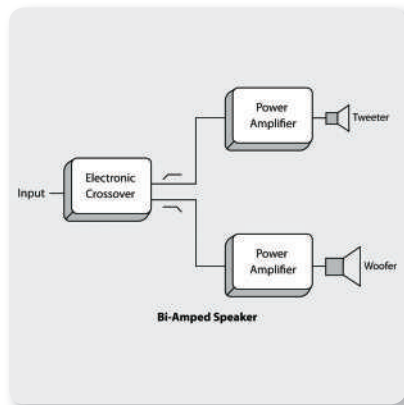 Power
Amplifier
Tweeter
Electronic
Crossover
Input
Power
Amplifier
Woofer
Bi-Amped Speaker